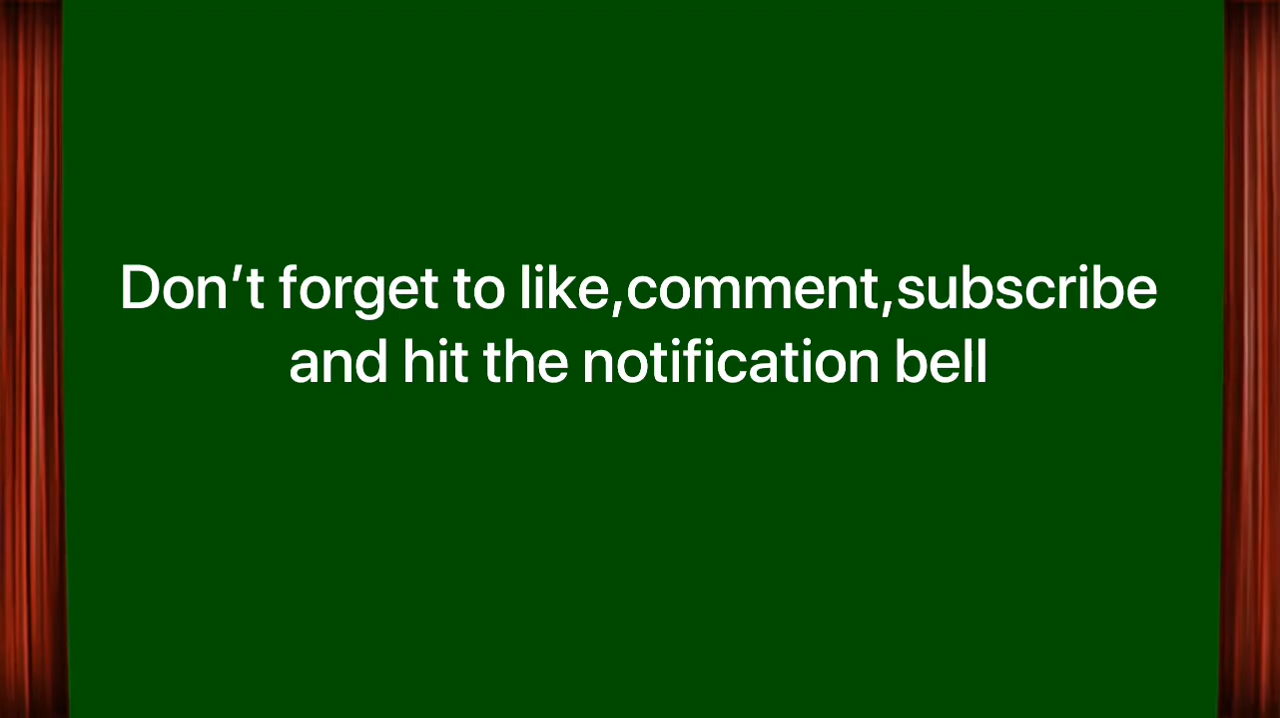 Don’t forget to like,comment,subscribe
and hit the notification bell